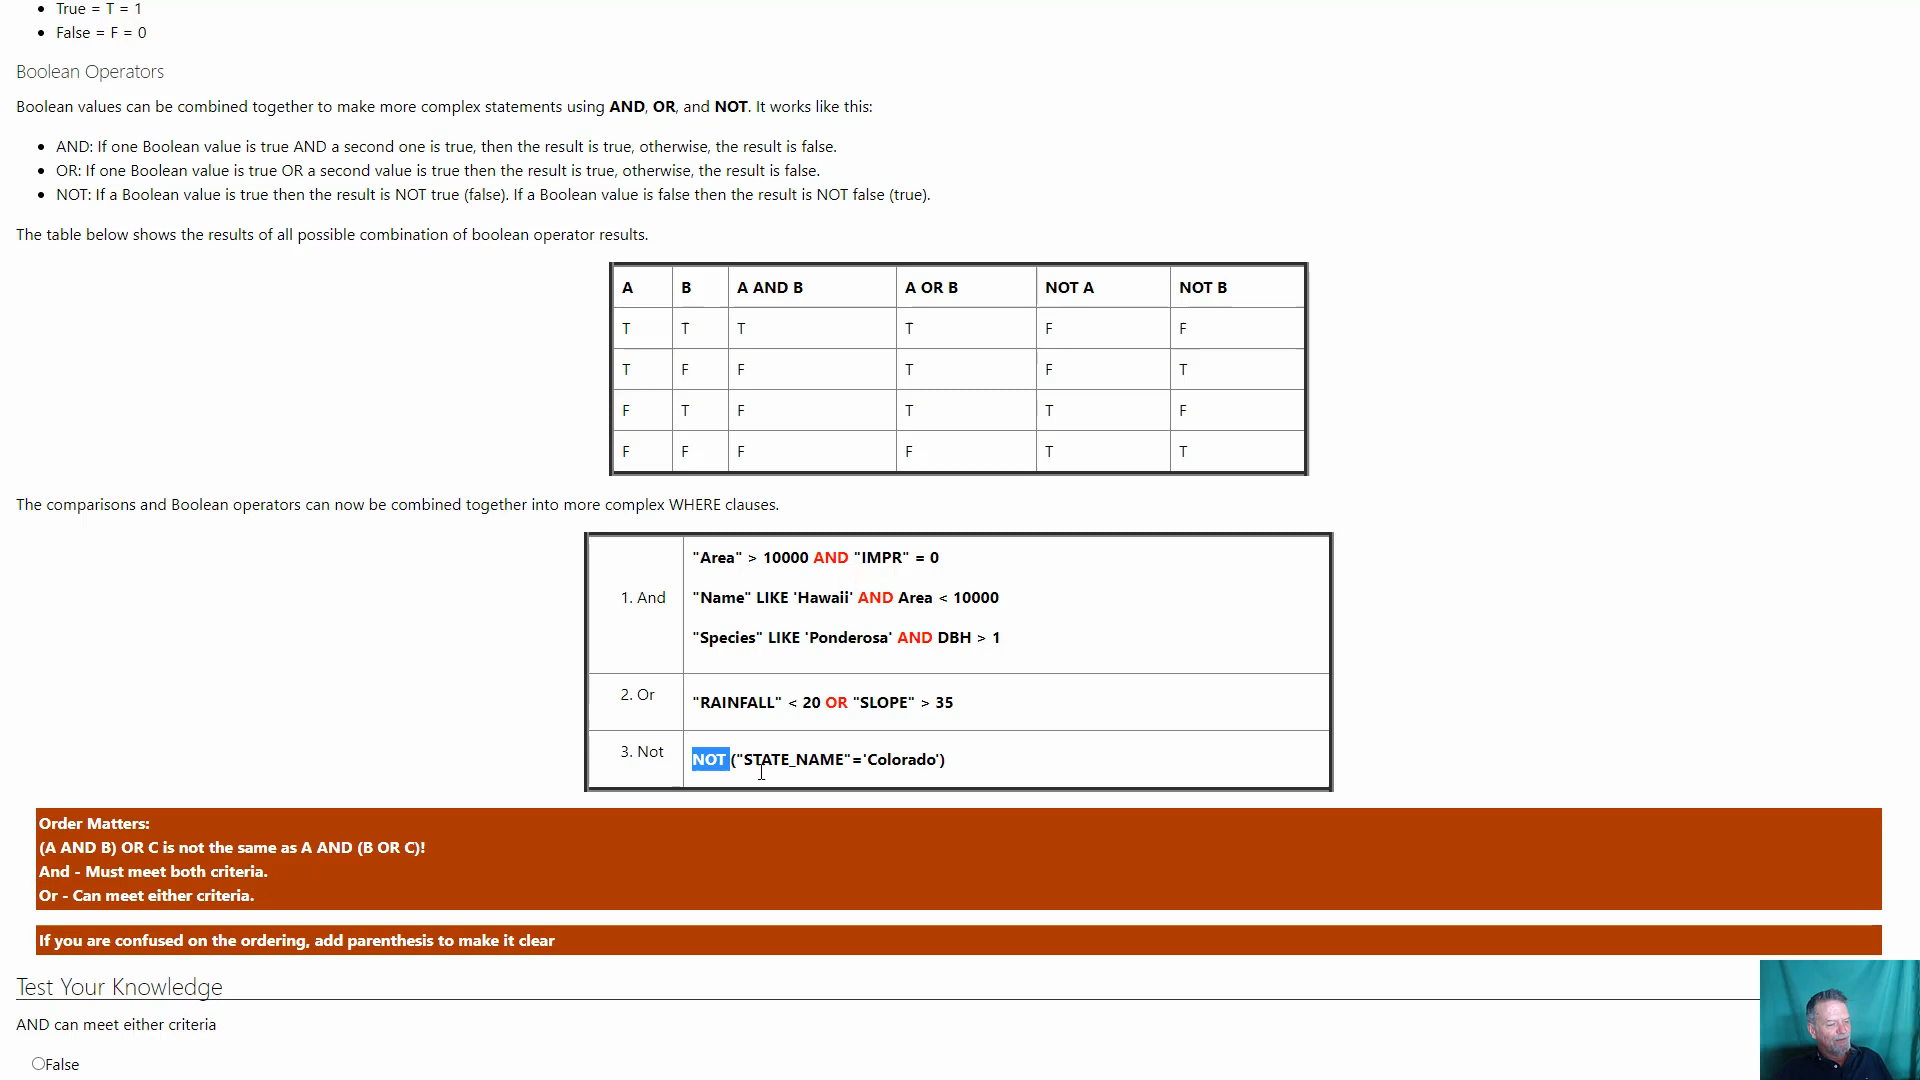 True = T = 1
False = F = 0
Boolean Operators
Boolean values can be combined together to make more complex statements using AND, OR, and NOT. It works like this:
AND: If one Boolean value is true AND a second one is true, then the result is true, otherwise, the result is false.
OR: If one Boolean value is true OR a second value is true then the result is true, otherwise, the result is false.
NOT: If a Boolean value is true then the result is NOT true (false). If a Boolean value is false then the result is NOT false (true).
The table below shows the results of all possible combination of boolean operator results.
A B A AND B A OR B NOT A NOT B
T T T T F F
T F F T F T
F T F T T F
F F F F T T
The comparisons and Boolean operators can now be combined together into more complex WHERE clauses.
"Area" > 10000 AND "IMPR" = 0
1. And "Name" LIKE 'Hawaii' AND Area < 10000
"Species" LIKE 'Ponderosa' AND DBH > 1
2. Or "RAINFALL" < 20 OR "SLOPE" > 35
3. Not NOT ("STATE_NAME"='Colorado')
Order Matters:
(A AND B) OR C is not the same as A AND (B OR C)!
And - Must meet both criteria.
Or - Can meet either criteria.
If you are confused on the ordering, add parenthesis to make it clear
Test Your Knowledge
AND can meet either criteria
False